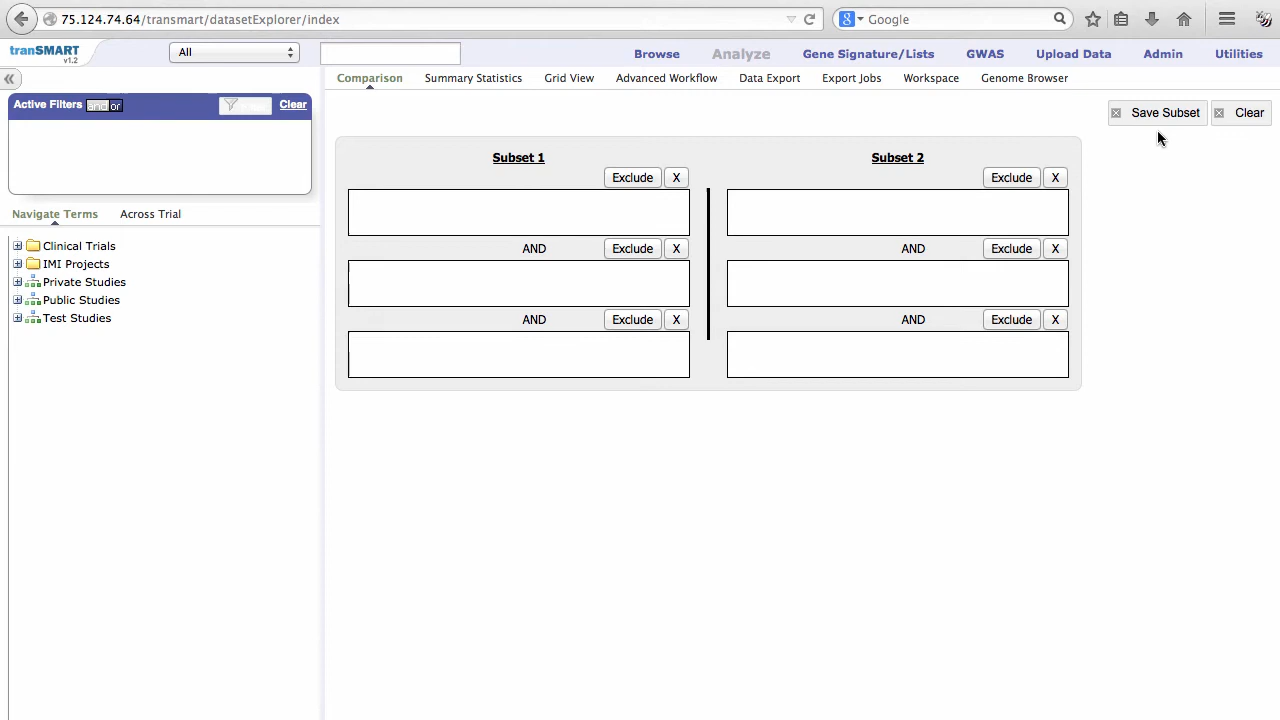 75.124.74.64/transmart/datasetExplorer/index
Google
tranSMART
v1.2
All
Browse Analyze Gene Signature/Lists GWAS Upload Data Admin Utilities
Comparison Summary Statistics Grid View Advanced Workflow Data Export Export Jobs Workspace Genome Browser
Active Filters and or Clear
Save Subset Clear
Subset 1 Subset 2
Exclude X Exclude X
AND Exclude X AND Exclude X
AND Exclude X AND Exclude X
Navigate Terms Across Trial
Clinical Trials
IMI Projects
Private Studies
Public Studies
Test Studies